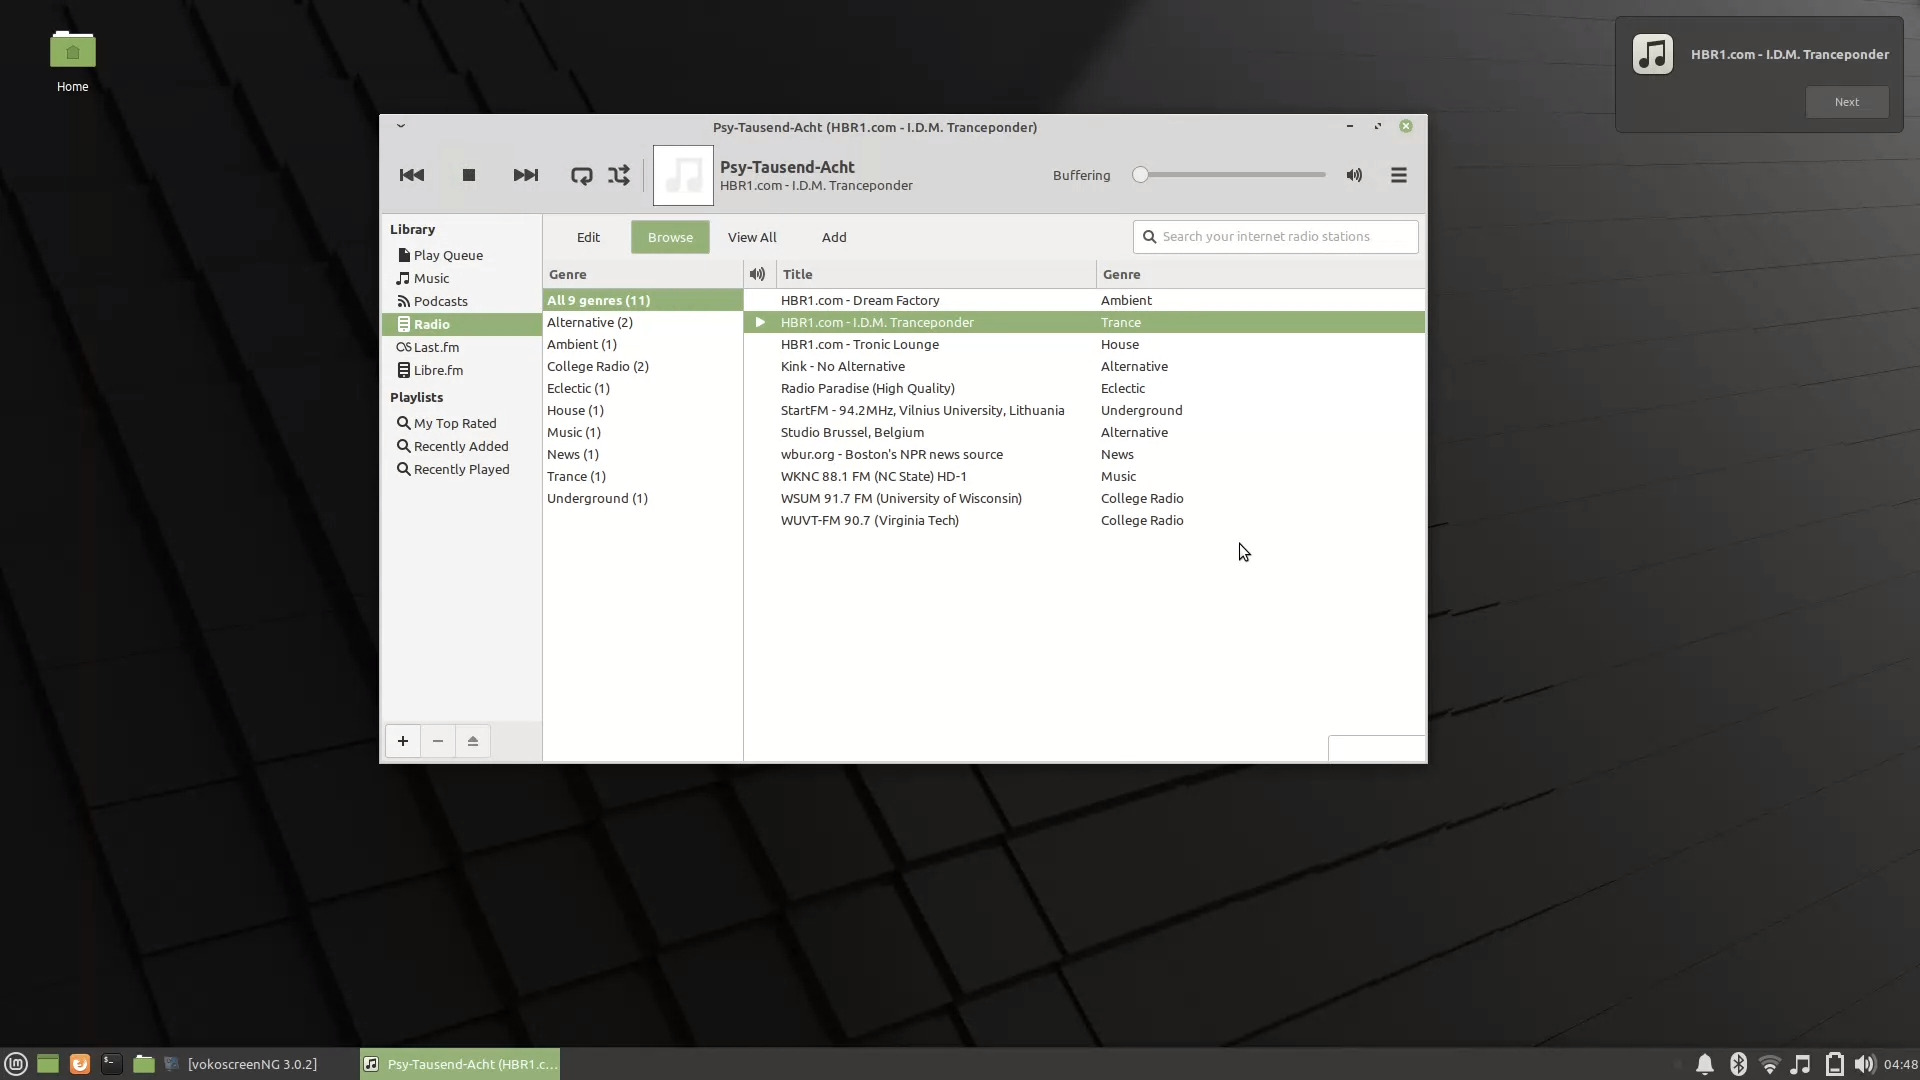 Home
HBR1.com - I.D.M. Tranceponder
Next
Psy-Tausend-Acht (HBR1.com - I.D.M. Tranceponder)
Psy-Tausend-Acht
HBR1.com - I.D.M. Tranceponder
Buffering
Library
Play Queue
Music
Podcasts
Radio
Last.fm
Libre.fm
Playlists
My Top Rated
Recently Added
Recently Played
Edit Browse View All Add
Search your internet radio stations
Genre
All 9 genres (11)
Alternative (2)
Ambient (1)
College Radio (2)
Eclectic (1)
House (1)
Music (1)
News (1)
Trance (1)
Underground (1)
Title Genre
HBR1.com - Dream Factory Ambient
HBR1.com - I.D.M. Tranceponder Trance
HBR1.com - Tronic Lounge House
Kink - No Alternative Alternative
Radio Paradise (High Quality) Eclectic
StartFM - 94.2MHz, Vilnius University, Lithuania Underground
Studio Brussel, Belgium Alternative
wbur.org - Boston's NPR news source News
WKNC 88.1 FM (NC State) HD-1 Music
WSUM 91.7 FM (University of Wisconsin) College Radio
WUVT-FM 90.7 (Virginia Tech) College Radio
[vokoscreenNG 3.0.2] Psy-Tausend-Acht (HBR1.c... 04:48